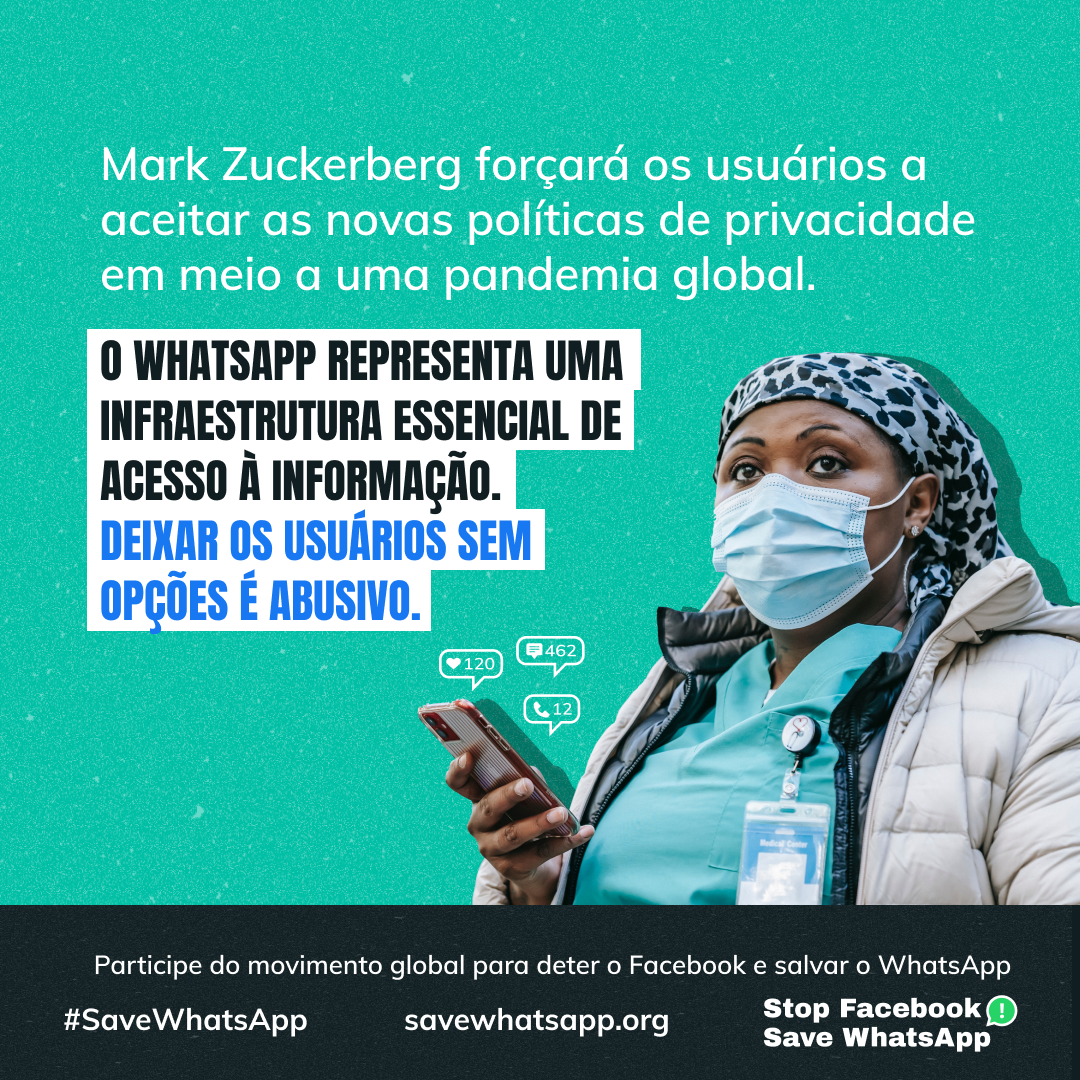 Mark Zuckerberg forçará os usuários a
aceitar as novas políticas de privacidade
em meio a uma pandemia global.
O WHATSAPP REPRESENTA UMA
INFRAESTRUTURA ESSENCIAL DE
ACESSO À INFORMAÇÃO.
DEIXAR OS USUÁRIOS SEM
OPÇÕES É ABUSIVO.
120
462
12
Medical Center
Participe do movimento global para deter o Facebook e salvar o WhatsApp
#SaveWhatsApp
savewhatsapp.org
Stop Facebook
Save WhatsApp